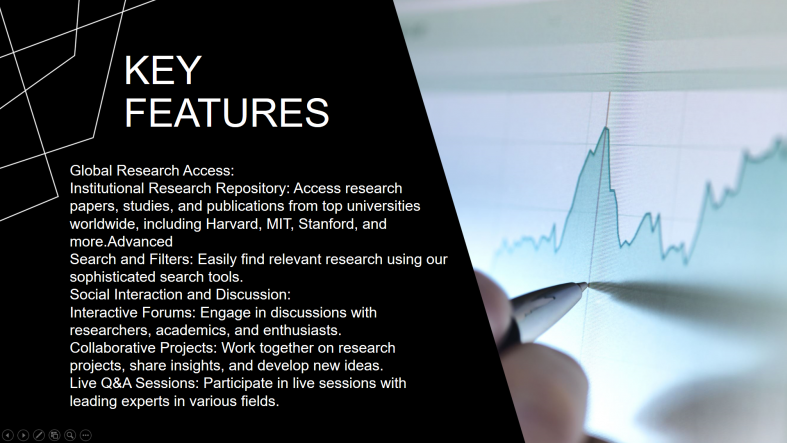 KEY
FEATURES
Global Research Access:
Institutional Research Repository: Access research
papers, studies, and publications from top universities
worldwide, including Harvard, MIT, Stanford, and
more.Advanced
Search and Filters: Easily find relevant research using our
sophisticated search tools.
Social Interaction and Discussion:
Interactive Forums: Engage in discussions with
researchers, academics, and enthusiasts.
Collaborative Projects: Work together on research
projects, share insights, and develop new ideas.
Live Q&A Sessions: Participate in live sessions with
leading experts in various fields.